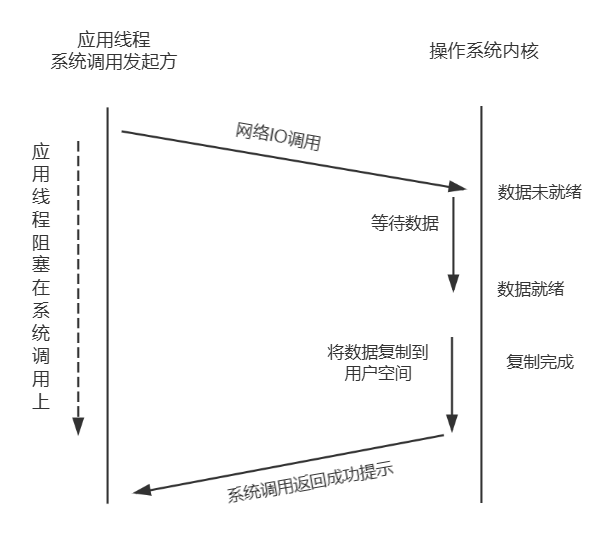 应用线程
系统调用发起方
操作系统内核
网络IO调用
应用线程阻塞在系统调用上
数据未就绪
等待数据
数据就绪
将数据复制到
用户空间
复制完成
系统调用返回成功提示